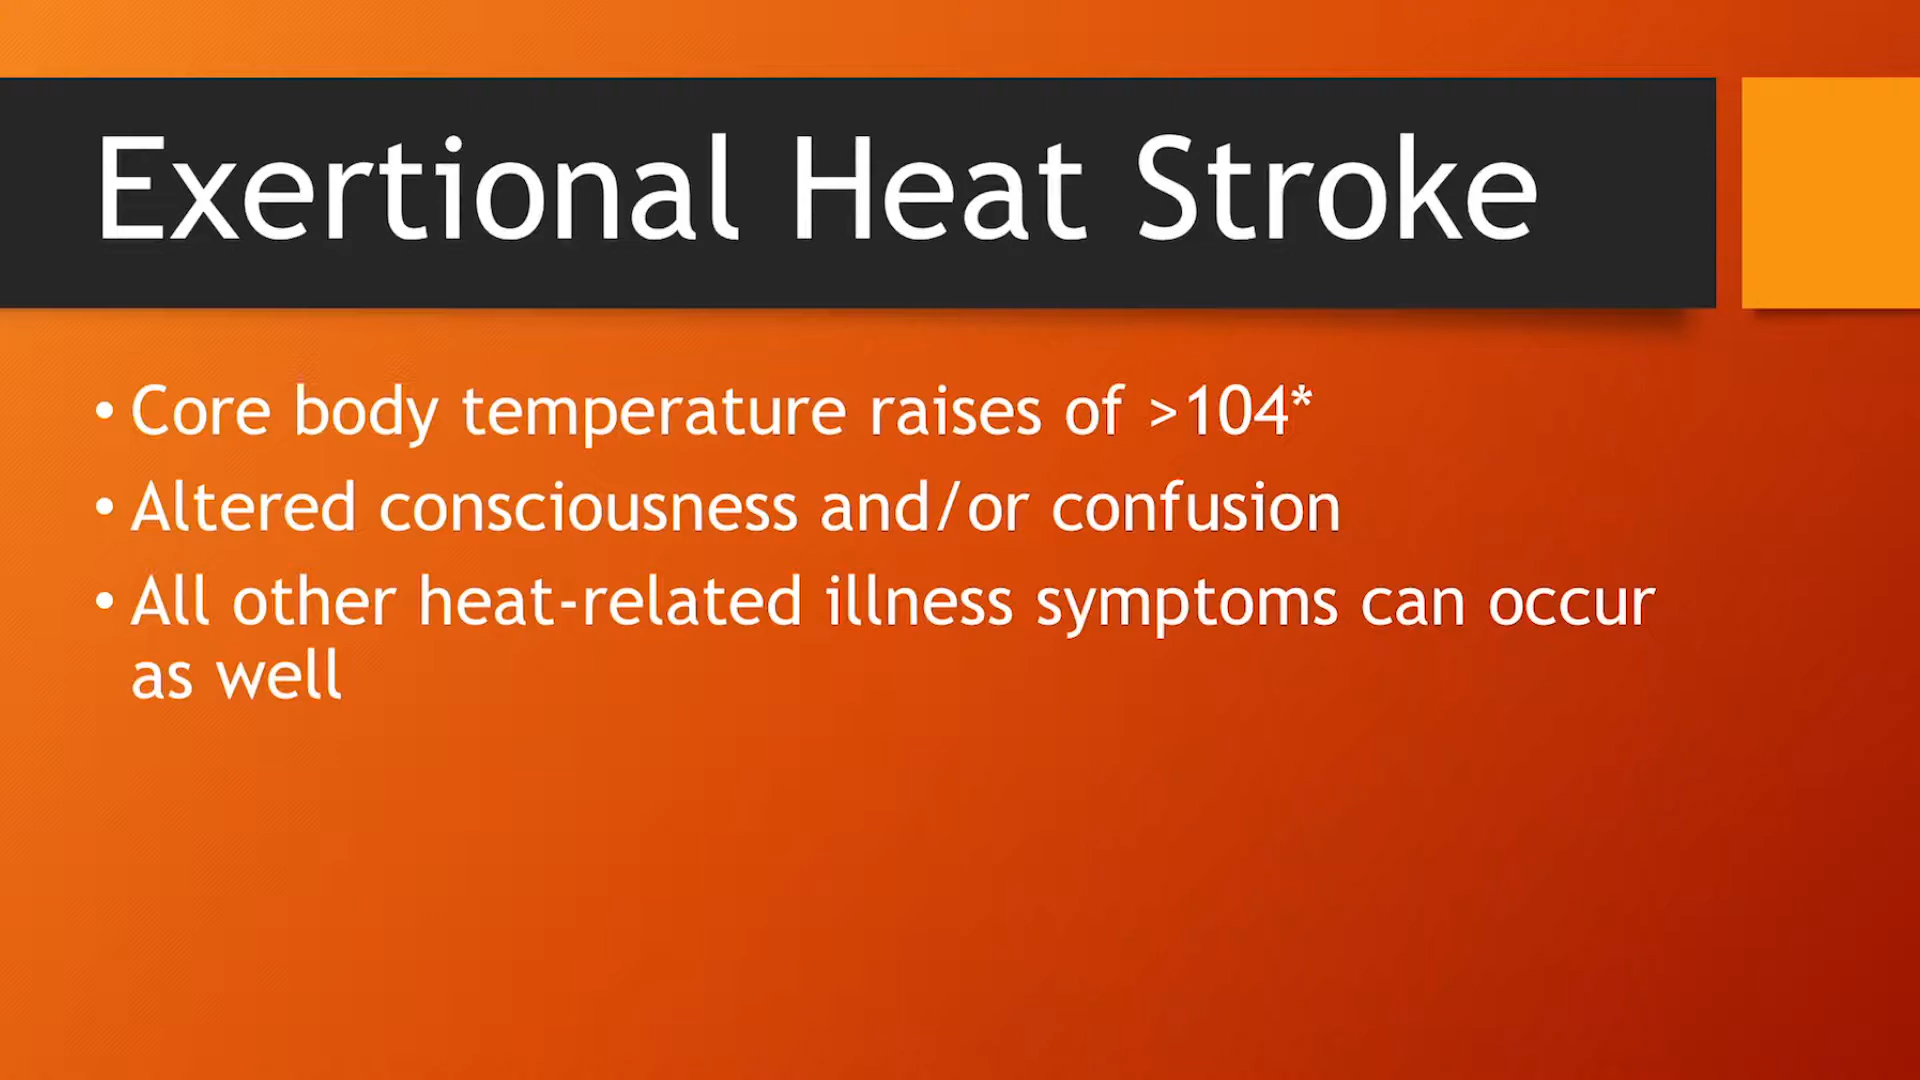 Exertional Heat Stroke
• Core body temperature raises of >104*
• Altered consciousness and/or confusion
• All other heat-related illness symptoms can occur
as well